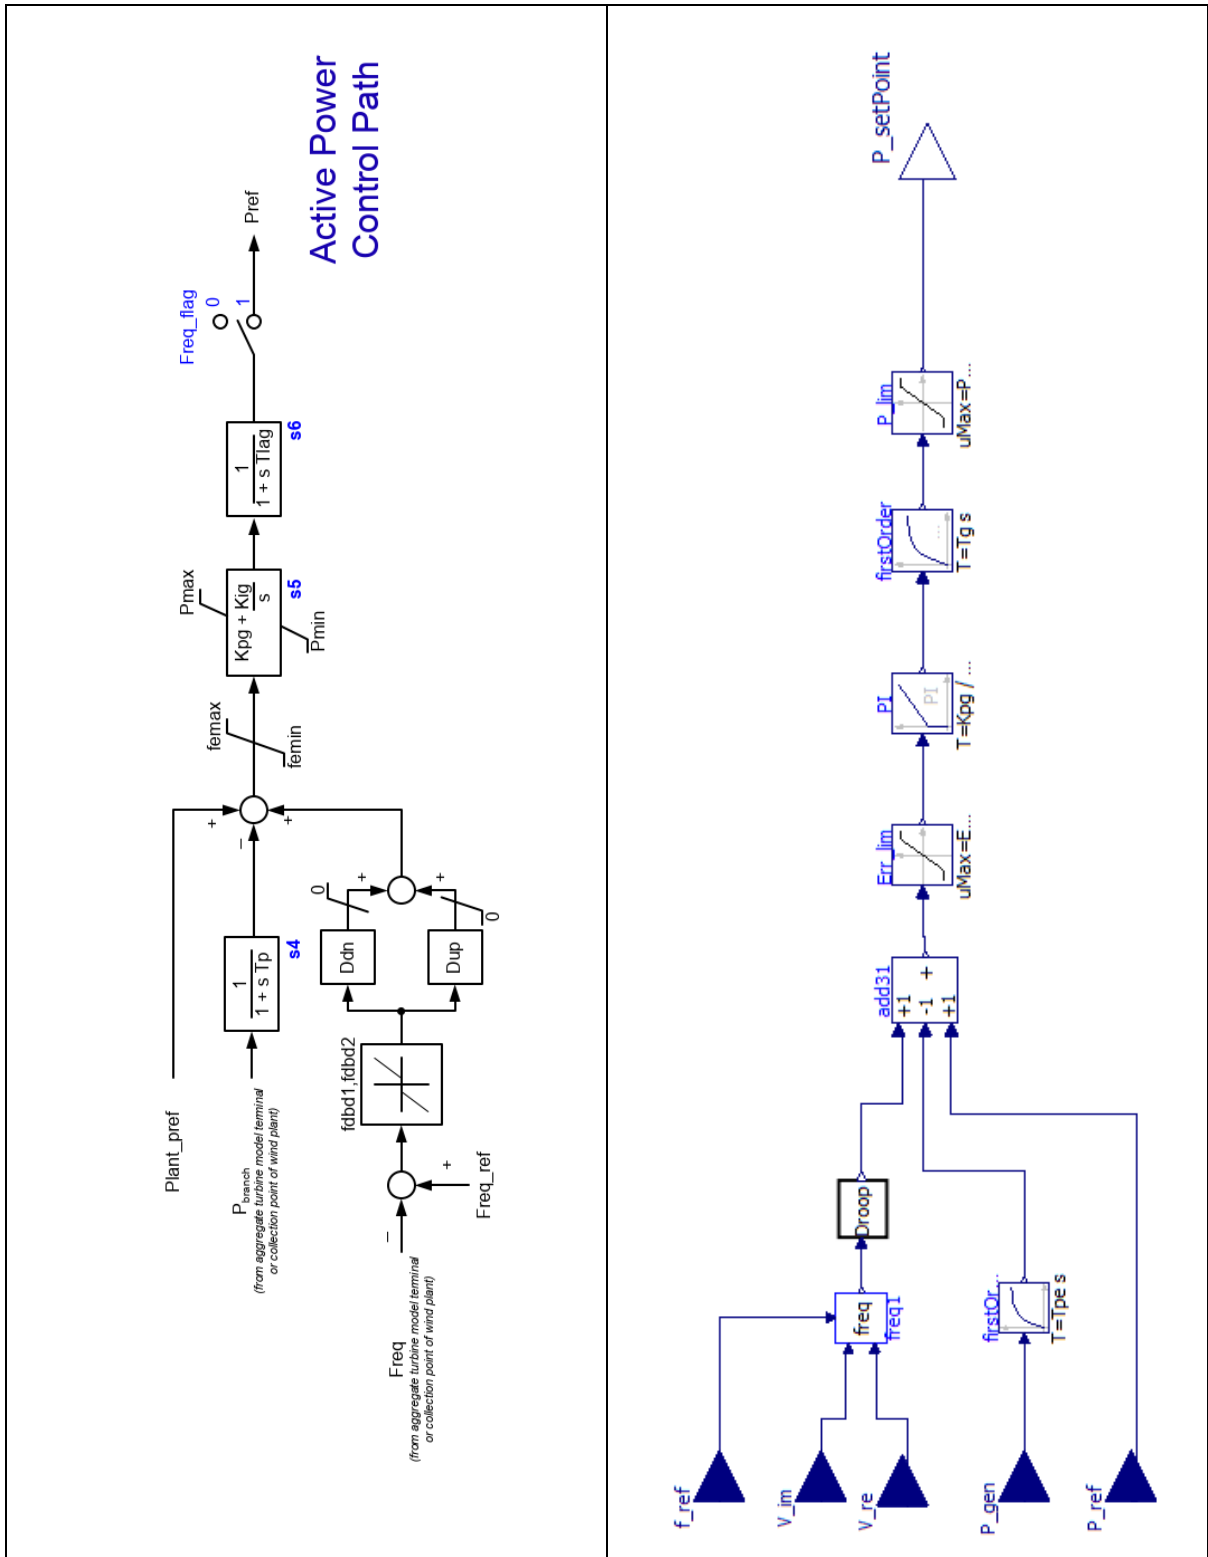 Active Power
Control Path
Plant_pref
Pbranch
(from aggregate turbine model terminal
or collection point of wind plant)
1
1 + s Tp
s4
+
−
+
femax
femin
Pmax
Kpg + Kig
s
Pmin
s5
1
1 + s Tlag
s6
Freq_flag
0
1
Pref
Freq
(from aggregate turbine model terminal
or collection point of wind plant)
−
+
Freq_ref
fdbd1,fdbd2
Ddn
Dup
0
0
+
+
f_ref
V_im
V_re
P_gen
P_ref
freq
freq1
Droop
firstOr...
T=Tpe s
add31
+1
-1 +
+1
Err_lim
uMax=E...
PI
PI
T=Kpg / ...
firstOrder
...
T=Tg s
P_lim
uMax=P...
P_setPoint